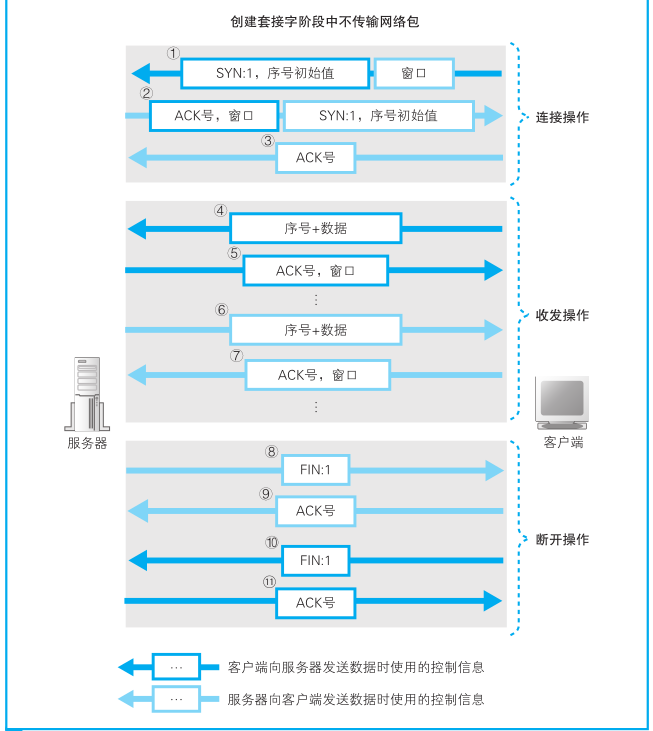 创建套接字阶段中不传输网络包
① SYN:1，序号初始值 窗口
② ACK号，窗口 SYN:1，序号初始值
连接操作
③ ACK号
④ 序号+数据
⑤ ACK号，窗口
⋮
⑥ 序号+数据
收发操作
⑦ ACK号，窗口
⋮
服务器
客户端
⑧ FIN:1
⑨ ACK号
断开操作
⑩ FIN:1
⑪ ACK号
… 客户端向服务器发送数据时使用的控制信息
… 服务器向客户端发送数据时使用的控制信息